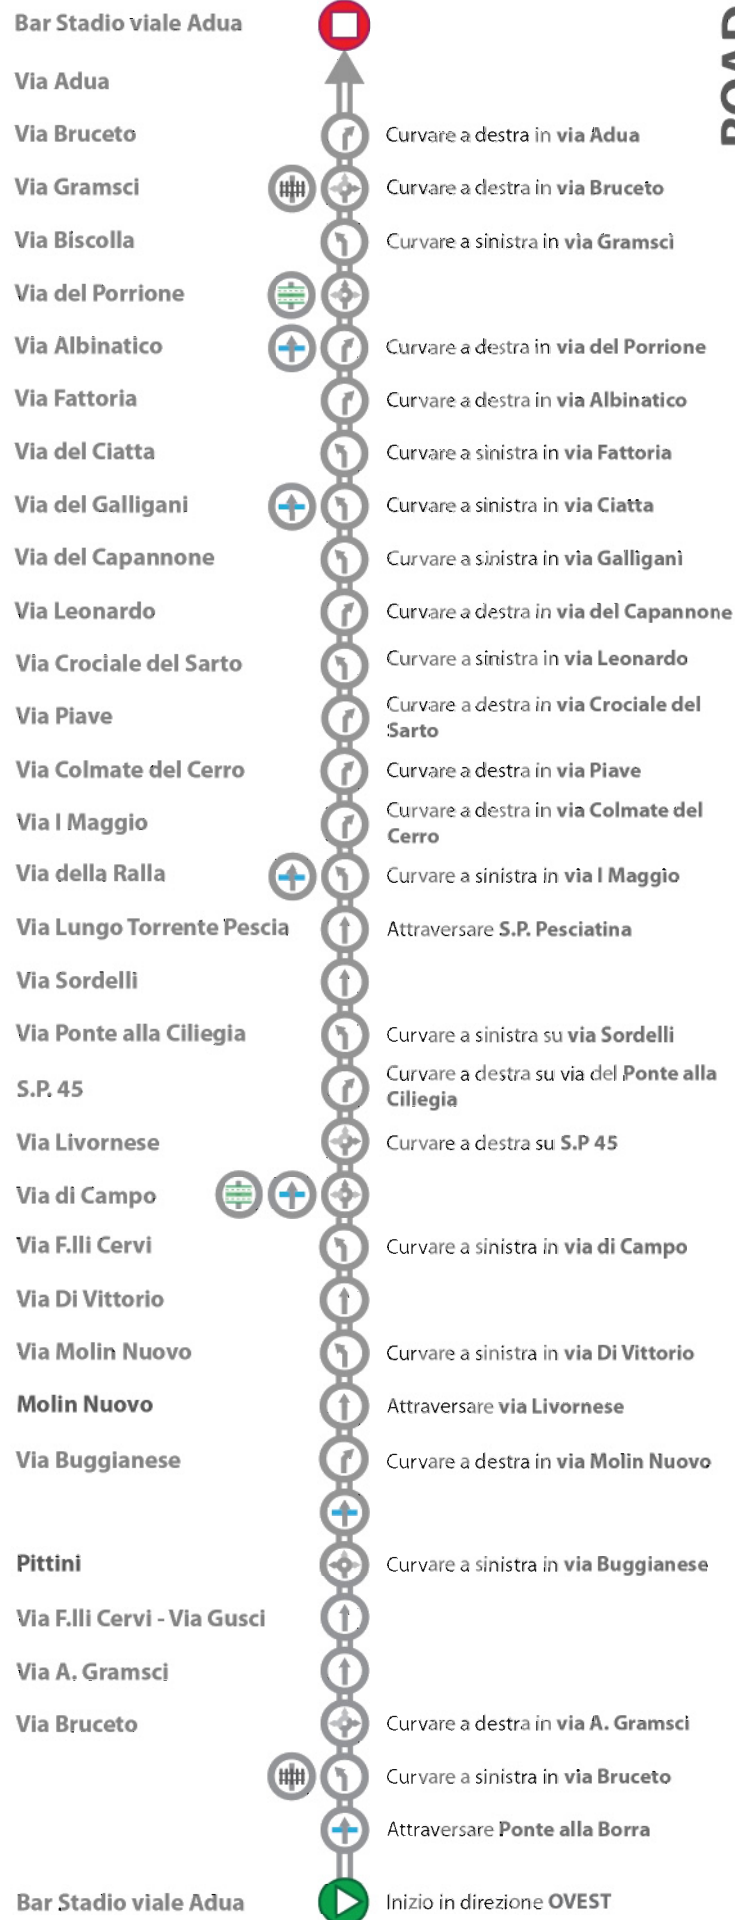 Bar Stadio viale Adua
ROAD
Via Adua
Via Bruceto Curvare a destra in via Adua
Via Gramsci Curvare a destra in via Bruceto
Via Biscolla Curvare a sinistra in via Gramsci
Via del Porrione
Via Albinatico Curvare a destra in via del Porrione
Via Fattoria Curvare a destra in via Albinatico
Via del Ciatta Curvare a sinistra in via Fattoria
Via del Galligani Curvare a sinistra in via Ciatta
Via del Capannone Curvare a sinistra in via Galligani
Via Leonardo Curvare a destra in via del Capannone
Via Crociale del Sarto Curvare a sinistra in via Leonardo
Via Piave Curvare a destra in via Crociale del
Sarto
Via Colmate del Cerro Curvare a destra in via Piave
Via I Maggio Curvare a destra in via Colmate del
Cerro
Via della Ralla Curvare a sinistra in via I Maggio
Via Lungo Torrente Pescia Attraversare S.P. Pesciatina
Via Sordelli
Via Ponte alla Ciliegia Curvare a sinistra su via Sordelli
S.P. 45 Curvare a destra su via del Ponte alla
Ciliegia
Via Livornese Curvare a destra su S.P 45
Via di Campo
Via F.lli Cervi Curvare a sinistra in via di Campo
Via Di Vittorio
Via Molin Nuovo Curvare a sinistra in via Di Vittorio
Molin Nuovo Attraversare via Livornese
Via Buggianese Curvare a destra in via Molin Nuovo
Pittini Curvare a sinistra in via Buggianese
Via F.lli Cervi - Via Gusci
Via A. Gramsci
Via Bruceto Curvare a destra in via A. Gramsci
Curvare a sinistra in via Bruceto
Attraversare Ponte alla Borra
Bar Stadio viale Adua Inizio in direzione OVEST